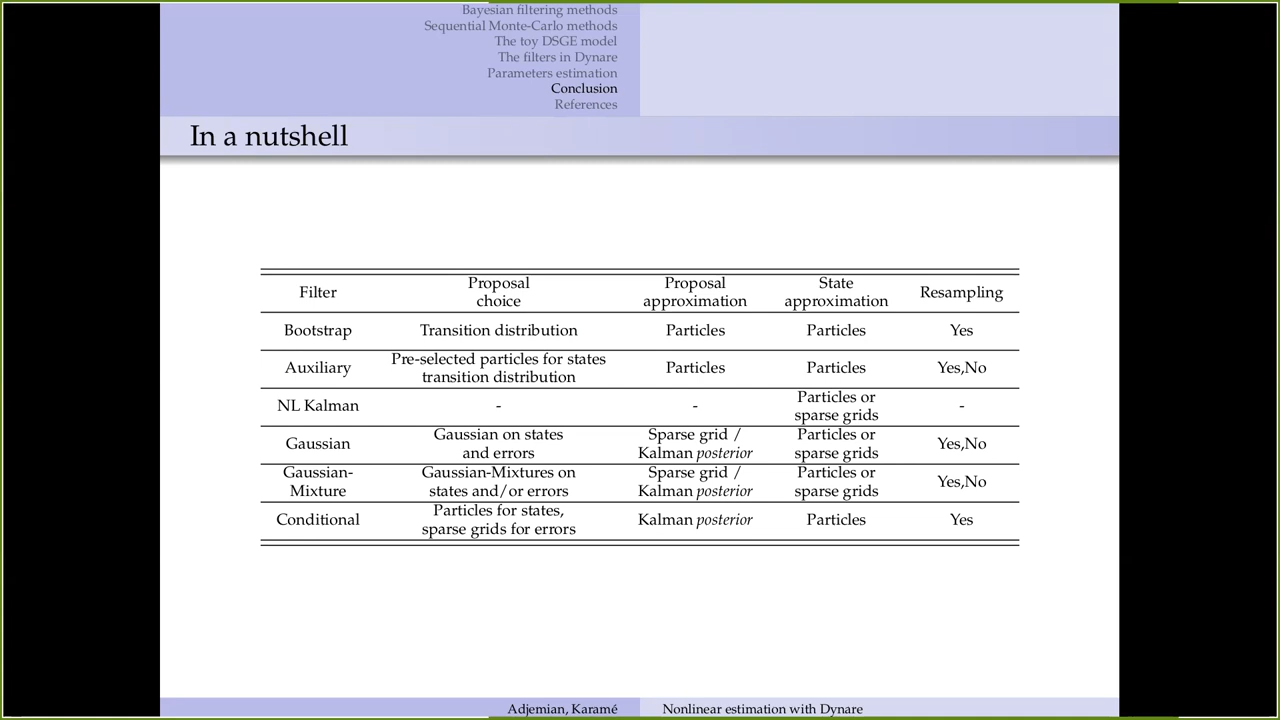 Bayesian filtering methods
Sequential Monte-Carlo methods
The toy DSGE model
The filters in Dynare
Parameters estimation
Conclusion
References
In a nutshell
Filter
Proposal
choice
Proposal
approximation
State
approximation
Resampling
Bootstrap
Transition distribution
Particles
Particles
Yes
Auxiliary
Pre-selected particles for states
transition distribution
Particles
Particles
Yes,No
NL Kalman
-
-
Particles or
sparse grids
-
Gaussian
Gaussian on states
and errors
Sparse grid /
Kalman posterior
Particles or
sparse grids
Yes,No
Gaussian-
Mixture
Gaussian-Mixtures on
states and/or errors
Sparse grid /
Kalman posterior
Particles or
sparse grids
Yes,No
Conditional
Particles for states,
sparse grids for errors
Kalman posterior
Particles
Yes
Adjemian, Karamé
Nonlinear estimation with Dynare